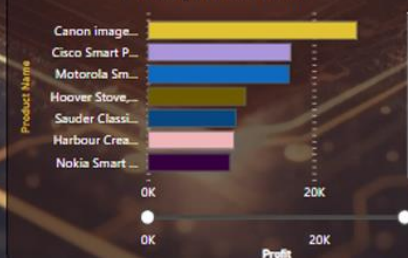 Product Name
Canon image...
Cisco Smart P...
Motorola Sm...
Hoover Stove,...
Sauder Classi...
Harbour Crea...
Nokia Smart ...
0K 20K
0K 20K
Profit